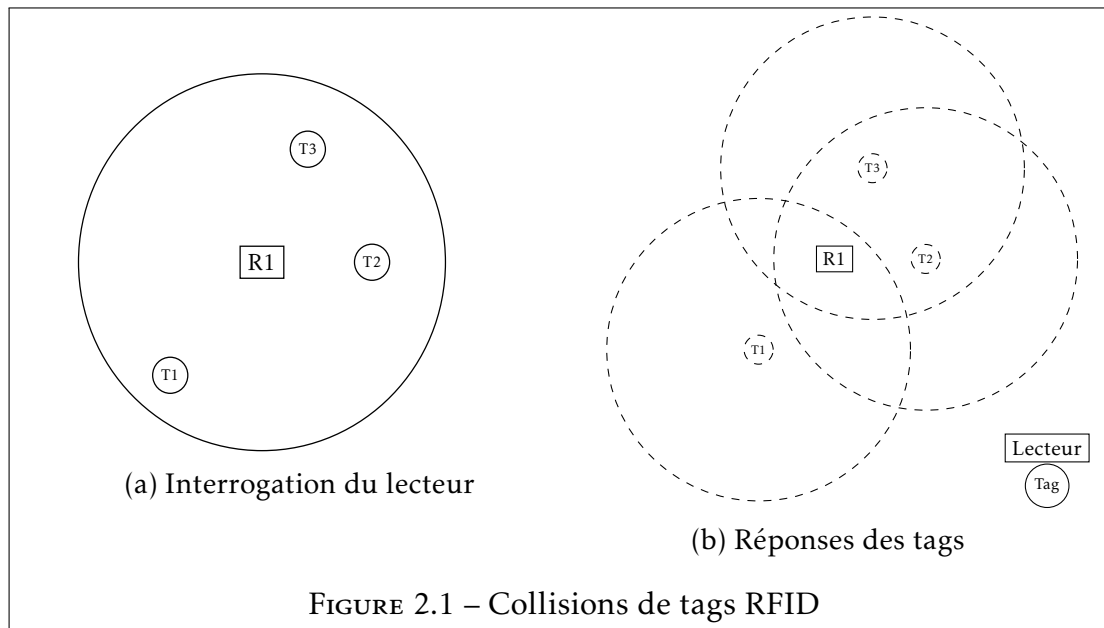 T3
R1
T2
T1
(a) Interrogation du lecteur
T3
R1
T2
T1
Lecteur
Tag
(b) Réponses des tags
FIGURE 2.1 – Collisions de tags RFID